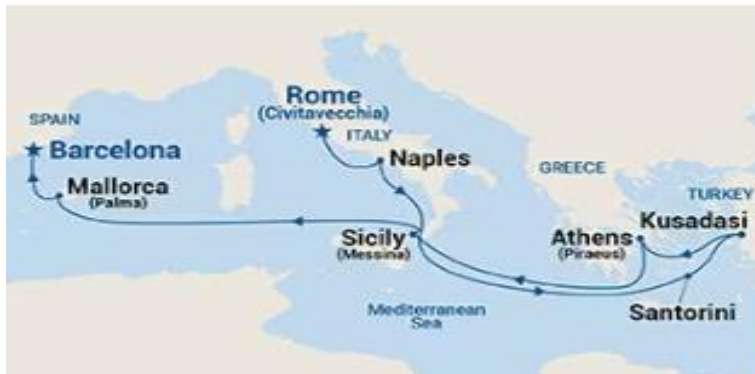 Rome
(Civitavecchia)
SPAIN
ITALY
Barcelona
Naples
GREECE
Mallorca
(Palma)
TURKEY
Kusadasi
Sicily
(Messina)
Athens
(Piraeus)
Mediterranean
Sea
Santorini